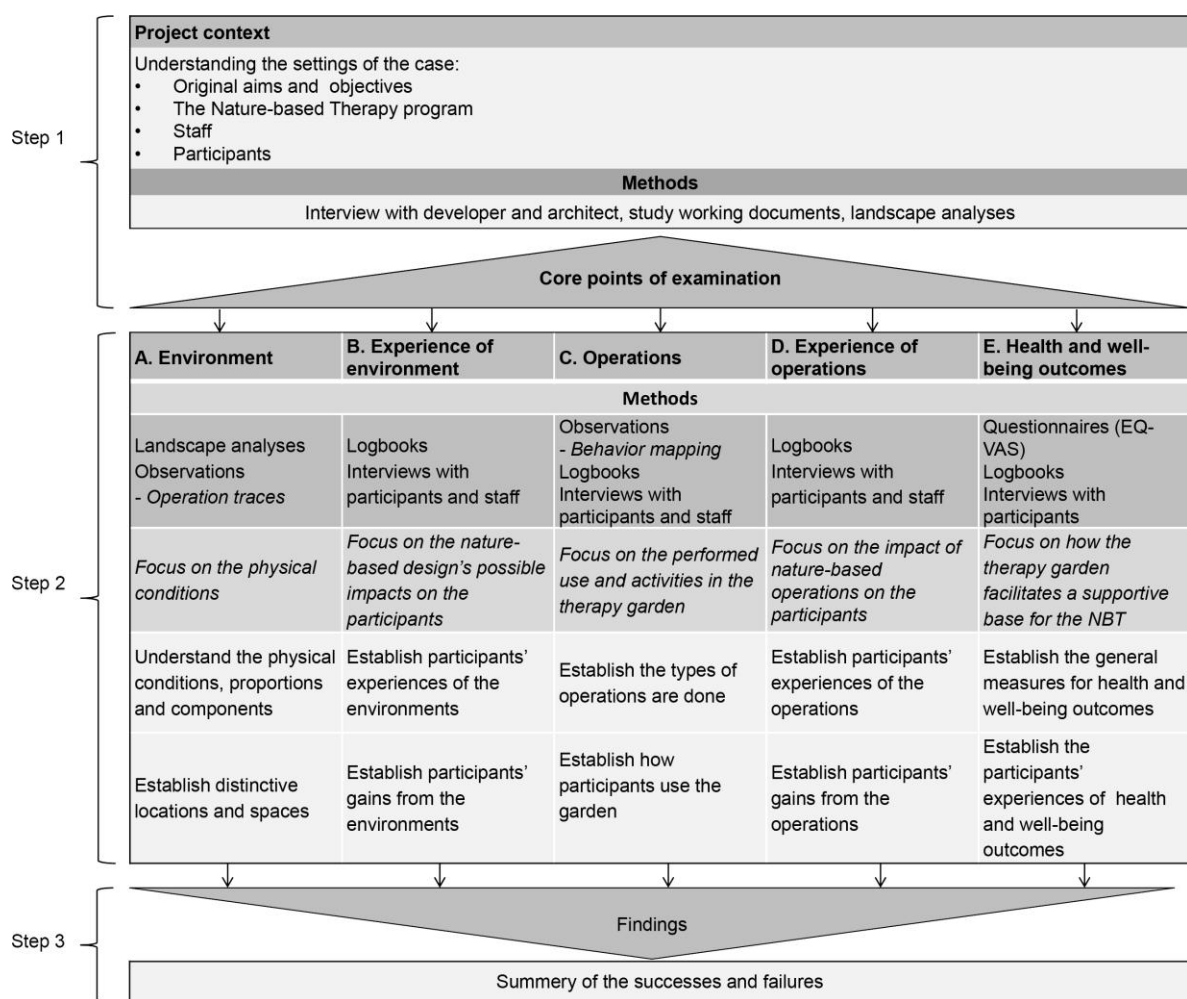 Project context
Understanding the settings of the case:
• Original aims and objectives
• The Nature-based Therapy program
• Staff
• Participants
Step 1
Methods
Interview with developer and architect, study working documents, landscape analyses
Core points of examination
A. Environment
B. Experience of
environment
C. Operations
D. Experience of
operations
E. Health and well-
being outcomes
Methods
Landscape analyses
Observations
- Operation traces
Logbooks
Interviews with
participants and staff
Observations
- Behavior mapping
Logbooks
Interviews with
participants and staff
Logbooks
Interviews with
participants and staff
Questionnaires (EQ-
VAS)
Logbooks
Interviews with
participants
Step 2
Focus on the physical
conditions
Focus on the nature-
based design’s possible
impacts on the
participants
Focus on the performed
use and activities in the
therapy garden
Focus on the impact of
nature-based
operations on the
participants
Focus on how the
therapy garden
facilitates a supportive
base for the NBT
Understand the physical
conditions, proportions
and components
Establish participants’
experiences of the
environments
Establish the types of
operations are done
Establish participants’
experiences of the
operations
Establish the general
measures for health and
well-being outcomes
Establish distinctive
locations and spaces
Establish participants’
gains from the
environments
Establish how
participants use the
garden
Establish participants’
gains from the
operations
Establish the
participants’
experiences of health
and well-being
outcomes
Step 3
Findings
Summery of the successes and failures